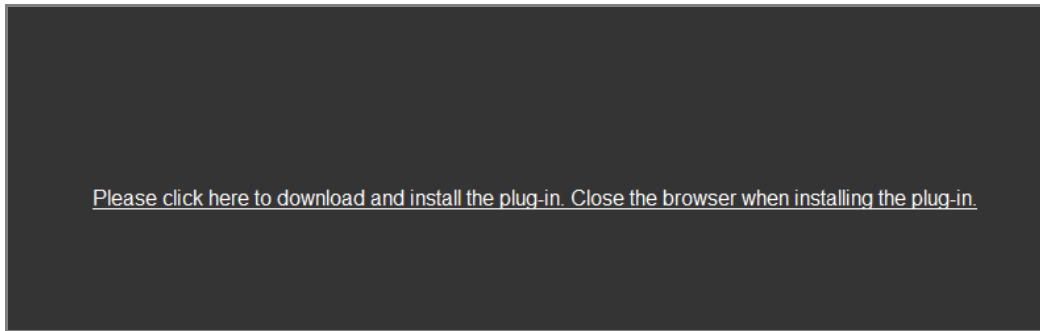 Please click here to download and install the plug-in. Close the browser when installing the plug-in.